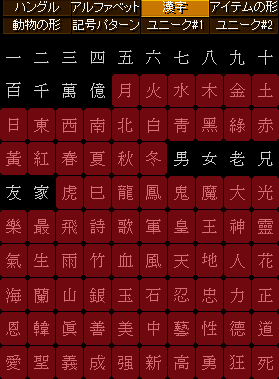 ハングル アルファベット 漢字 アイテムの形
動物の形 記号パターン ユニーク#1 ユニーク#2
一 二 三 四 五 六 七 八 九 十
百 千 萬 億 月 火 水 木 金 土
日 東 西 南 北 白 青 黑 綠 赤
黃 紅 春 夏 秋 冬 男 女 老 兄
友 家 虎 巳 龍 鳳 鬼 魔 大 光
樂 最 飛 詩 歌 軍 皇 王 神 靈
氣 生 雨 竹 血 風 天 地 人 花
海 蘭 山 銀 玉 石 忍 忠 力 正
恩 韓 眞 善 美 中 藝 性 德 道
愛 聖 義 成 强 新 高 勇 狂 死